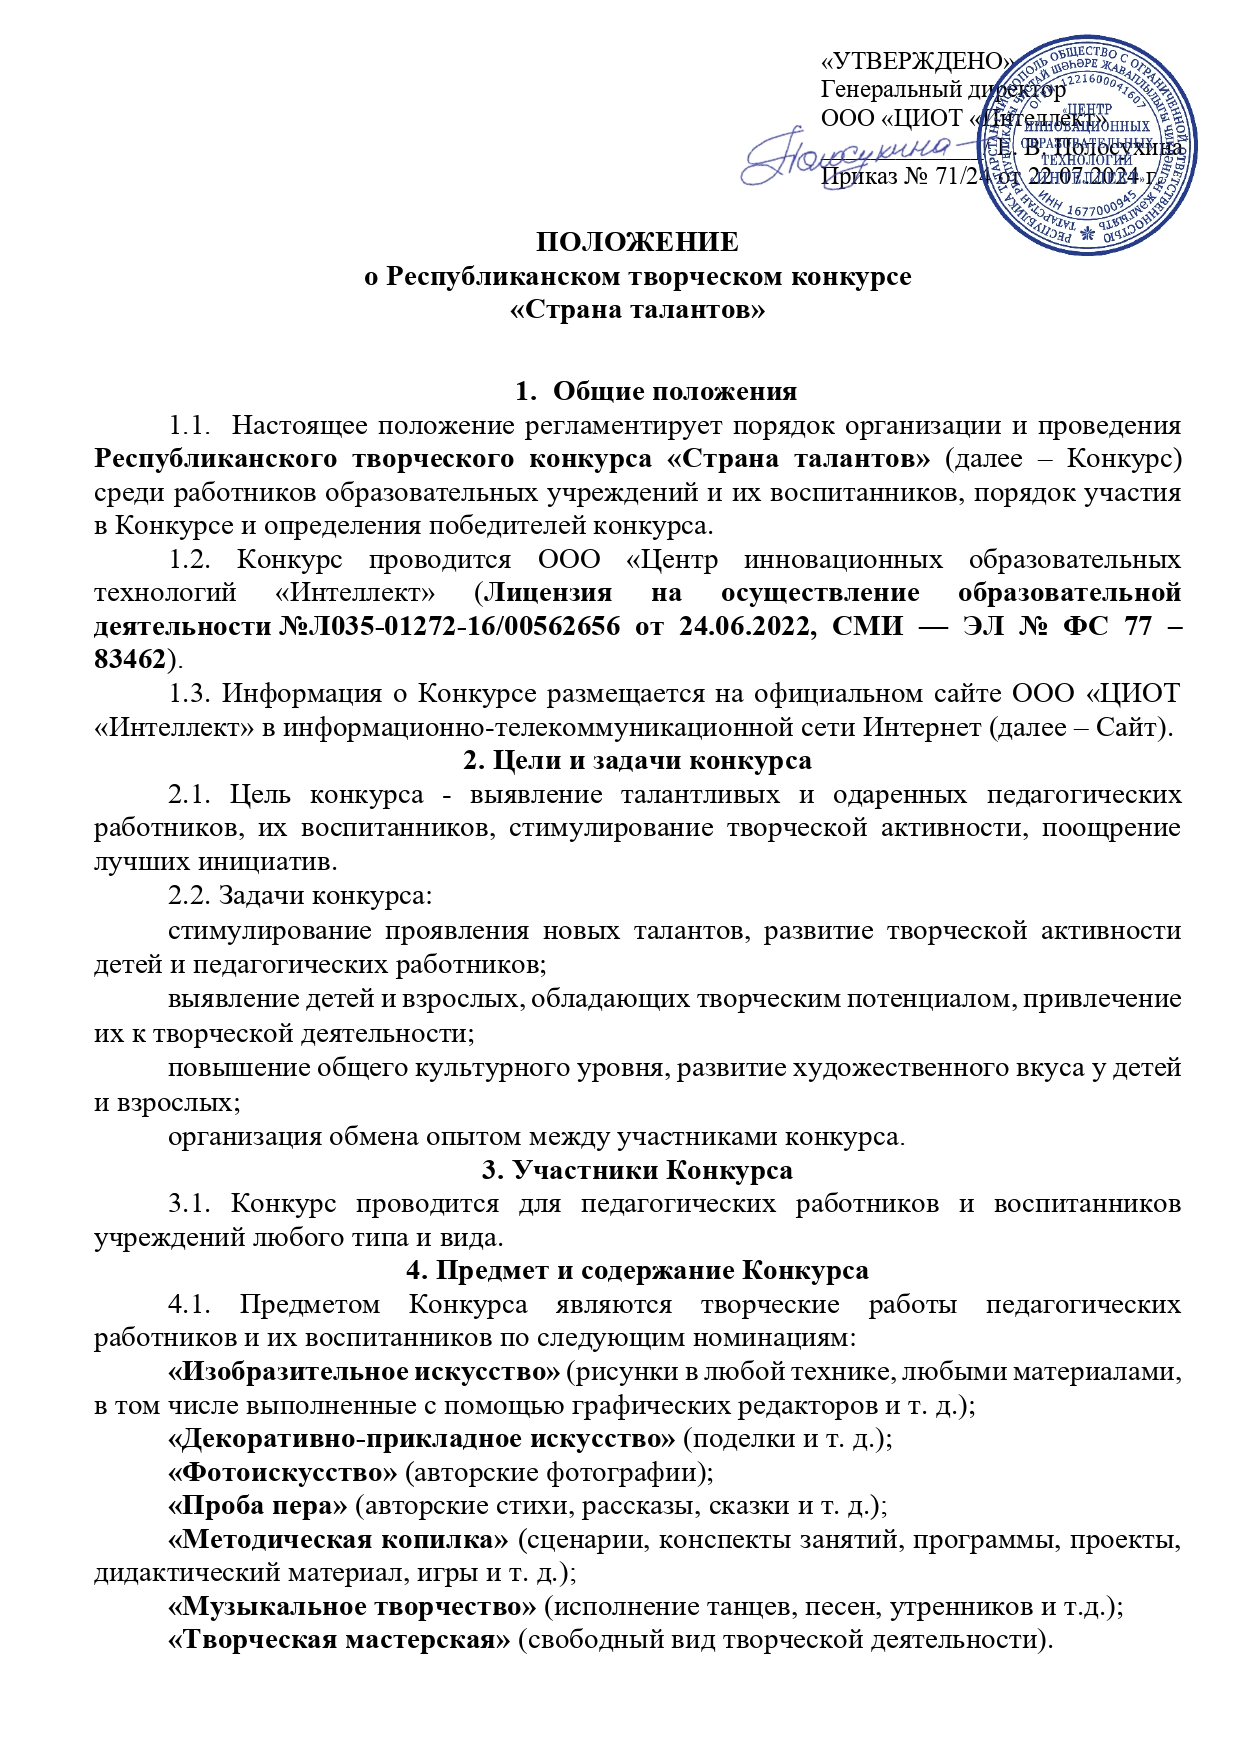 «УТВЕРЖДЕНО»
Генеральный директор
ООО «ЦИОТ «Интеллект»
В. Полосухина
Приказ № 71/24 от 22.07.2024 г.
ОГРН 1221600041607
«ЦЕНТР
ИННОВАЦИОННЫХ
ОБРАЗОВАТЕЛЬНЫХ
ТЕХНОЛОГИЙ
«ИНТЕЛЛЕКТ»
ИНН 1677000945
ПОЛОЖЕНИЕ
о Республиканском творческом конкурсе
«Страна талантов»
1. Общие положения
1.1. Настоящее положение регламентирует порядок организации и проведения
Республиканского творческого конкурса «Страна талантов» (далее – Конкурс)
среди работников образовательных учреждений и их воспитанников, порядок участия
в Конкурсе и определения победителей конкурса.
1.2. Конкурс проводится ООО «Центр инновационных образовательных
технологий «Интеллект» (Лицензия на осуществление образовательной
деятельности №Л035-01272-16/00562656 от 24.06.2022, СМИ — ЭЛ № ФС 77 –
83462).
1.3. Информация о Конкурсе размещается на официальном сайте ООО «ЦИОТ
«Интеллект» в информационно-телекоммуникационной сети Интернет (далее – Сайт).
2. Цели и задачи конкурса
2.1. Цель конкурса - выявление талантливых и одаренных педагогических
работников, их воспитанников, стимулирование творческой активности, поощрение
лучших инициатив.
2.2. Задачи конкурса:
стимулирование проявления новых талантов, развитие творческой активности
детей и педагогических работников;
выявление детей и взрослых, обладающих творческим потенциалом, привлечение
их к творческой деятельности;
повышение общего культурного уровня, развитие художественного вкуса у детей
и взрослых;
организация обмена опытом между участниками конкурса.
3. Участники Конкурса
3.1. Конкурс проводится для педагогических работников и воспитанников
учреждений любого типа и вида.
4. Предмет и содержание Конкурса
4.1. Предметом Конкурса являются творческие работы педагогических
работников и их воспитанников по следующим номинациям:
«Изобразительное искусство» (рисунки в любой технике, любыми материалами,
в том числе выполненные с помощью графических редакторов и т. д.);
«Декоративно-прикладное искусство» (поделки и т. д.);
«Фотоискусство» (авторские фотографии);
«Проба пера» (авторские стихи, рассказы, сказки и т. д.);
«Методическая копилка» (сценарии, конспекты занятий, программы, проекты,
дидактический материал, игры и т. д.);
«Музыкальное творчество» (исполнение танцев, песен, утренников и т.д.);
«Творческая мастерская» (свободный вид творческой деятельности).